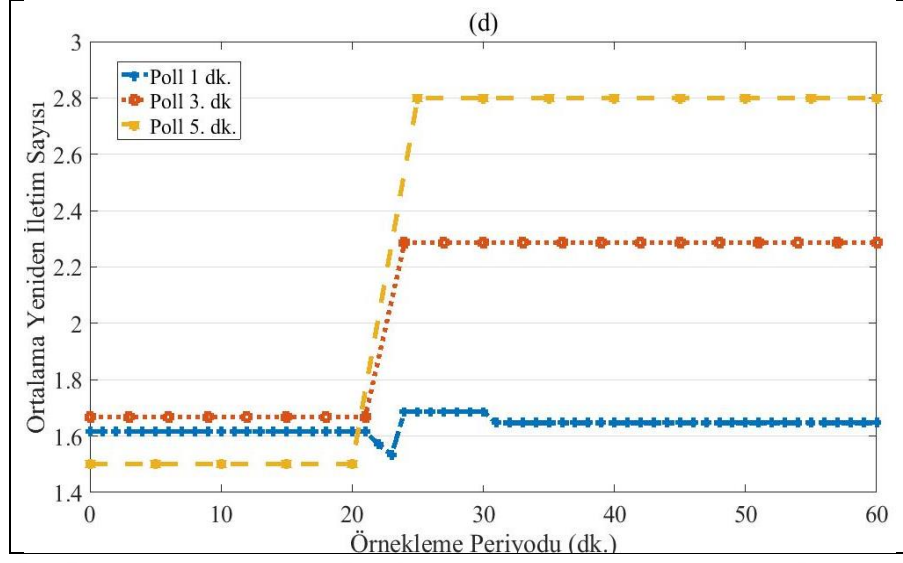 (d)
3
2.8
2.6
2.4
2.2
2
1.8
1.6
1.4
Ortalama Yeniden İletim Sayısı
Poll 1 dk.
Poll 3. dk
Poll 5. dk.
0 10 20 30 40 50 60
Örnekleme Periyodu (dk.)